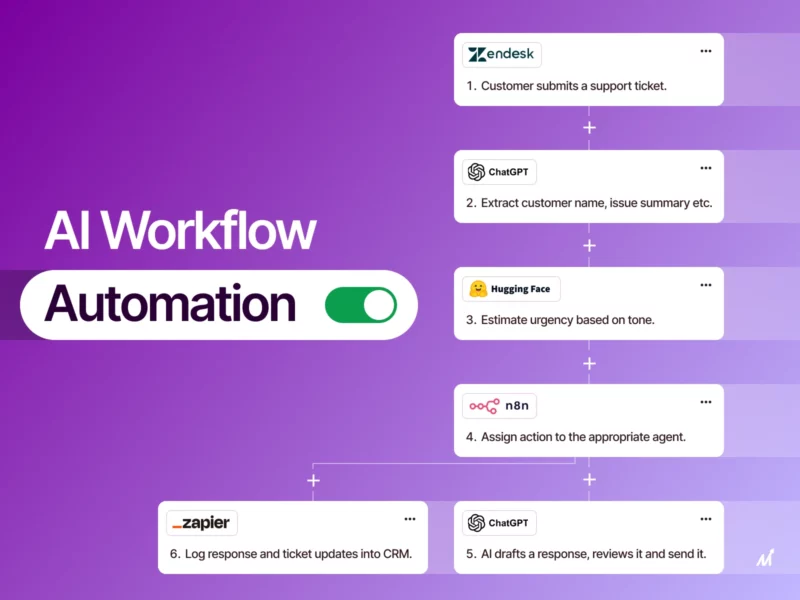 AI Workflow
Automation
zendesk
1. Customer submits a support ticket.
ChatGPT
2. Extract customer name, issue summary etc.
Hugging Face
3. Estimate urgency based on tone.
n8n
4. Assign action to the appropriate agent.
zapier
6. Log response and ticket updates into CRM.
ChatGPT
5. AI drafts a response, reviews it and send it.